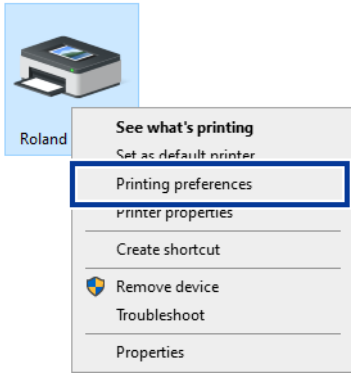 Roland
See what's printing
Set as default printer
Printing preferences
Printer properties
Create shortcut
Remove device
Troubleshoot
Properties